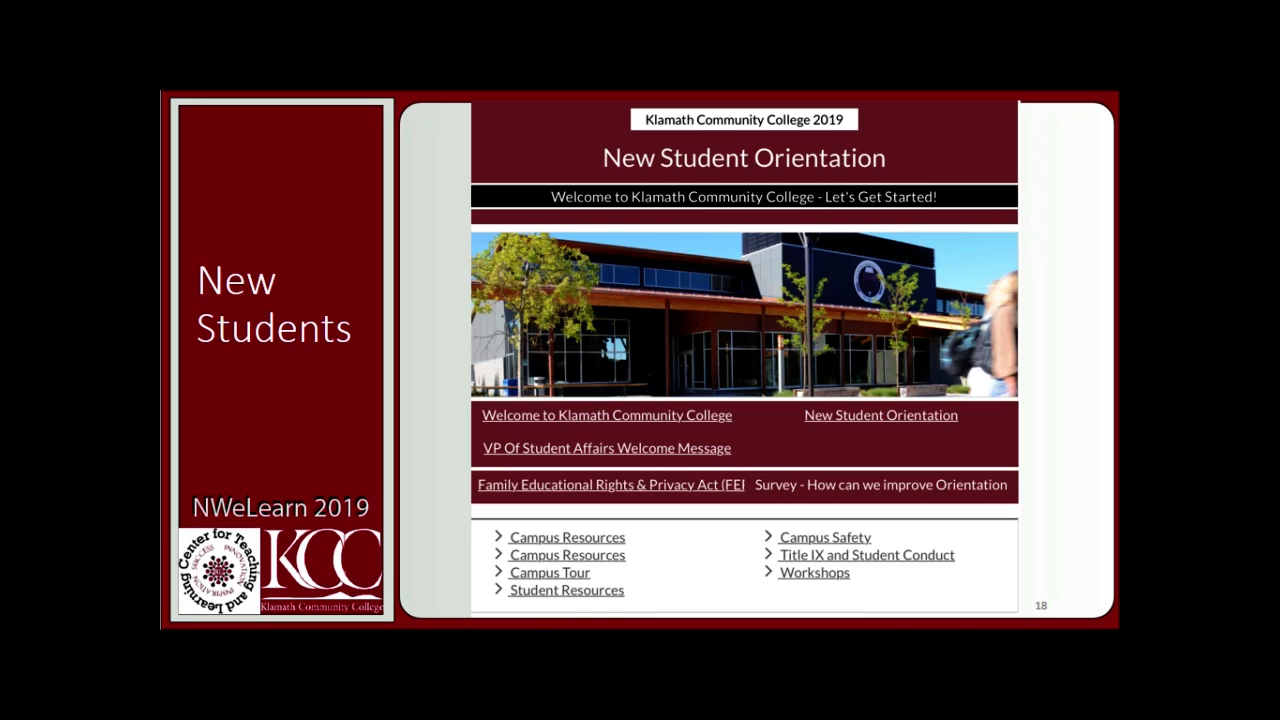 New
Students
NWeLearn 2019
Center for Teaching and Learning
SUCCESS INNOVATION INSPIRATION
KCC
Klamath Community College
Klamath Community College 2019
New Student Orientation
Welcome to Klamath Community College - Let's Get Started!
Welcome to Klamath Community College
New Student Orientation
VP Of Student Affairs Welcome Message
Family Educational Rights & Privacy Act (FEI
Survey - How can we improve Orientation
Campus Resources
Campus Resources
Campus Tour
Student Resources
Campus Safety
Title IX and Student Conduct
Workshops
18